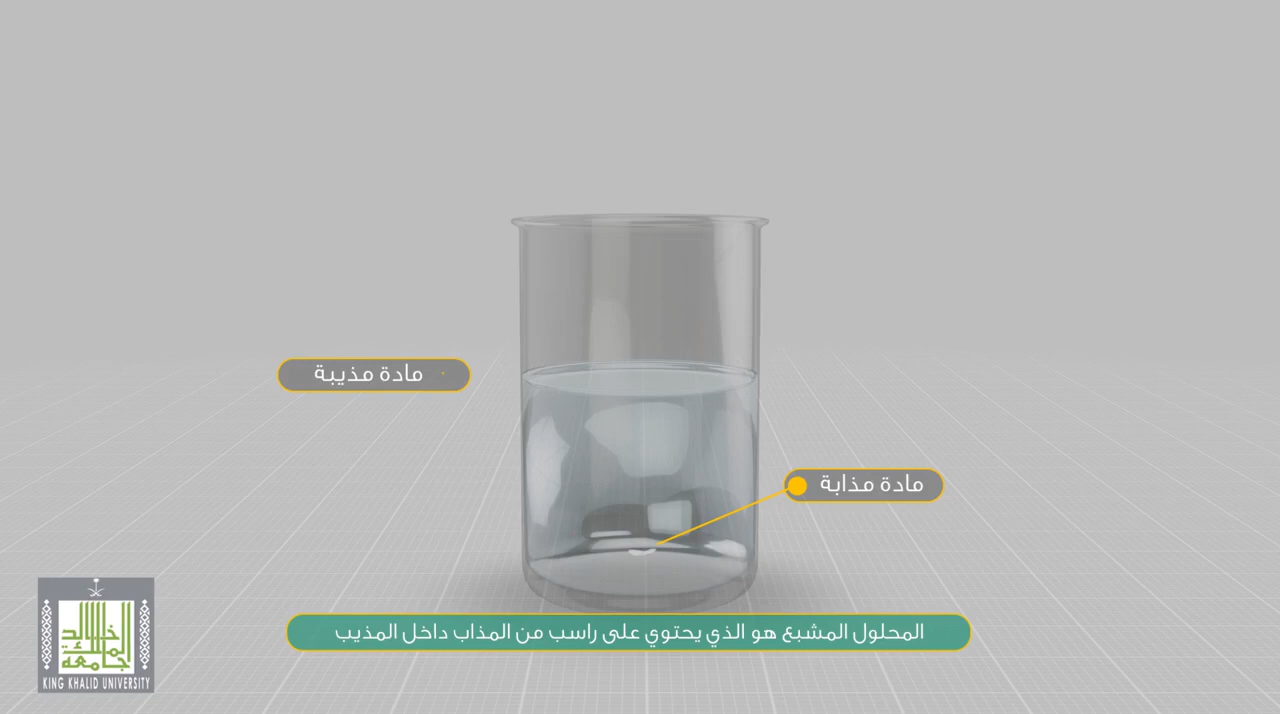 مادة مذيبة
مادة مذابة
المحلول المشبع هو الذي يحتوي على راسب من المذاب داخل المذيب
جامعة
الملك
خالد
KING KHALID UNIVERSITY